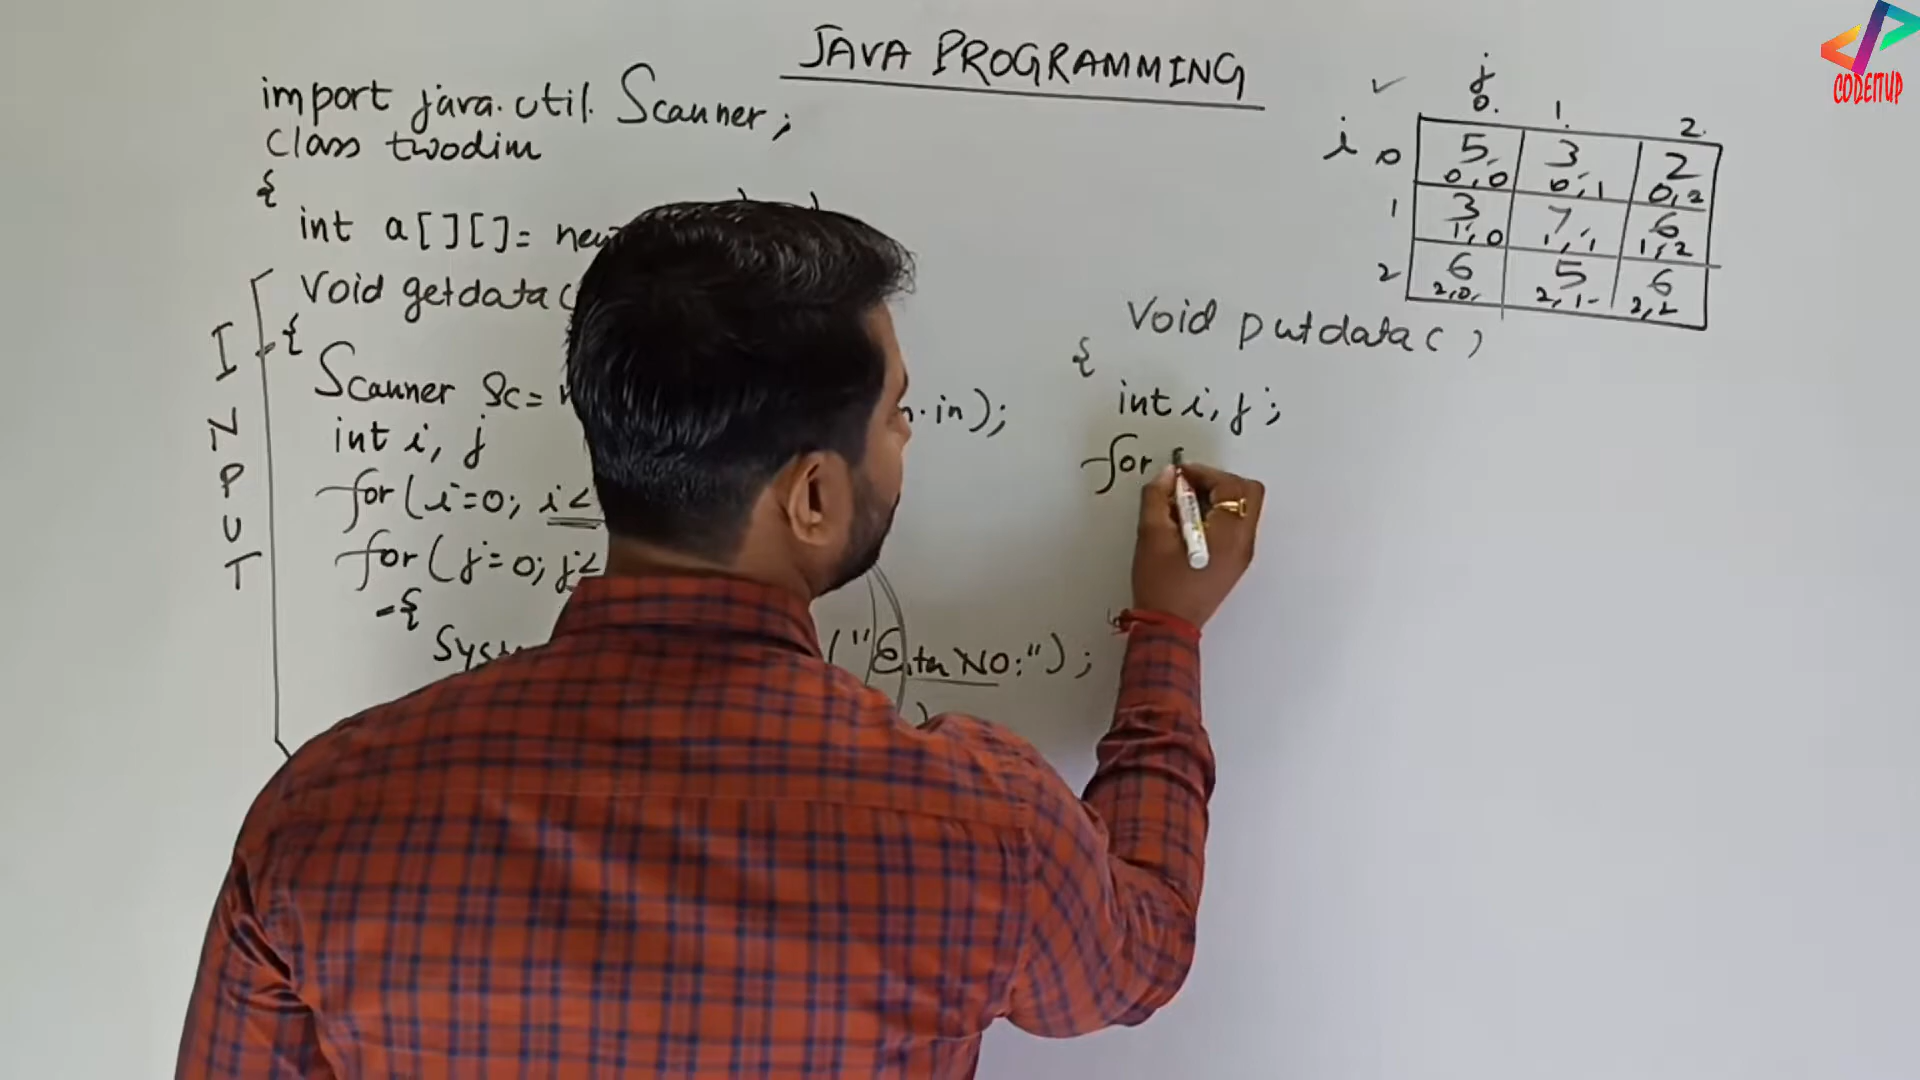 JAVA PROGRAMMING
CODEITUP
import java.util.Scanner;
class twodim
{
int a[][]= new
void getdata(
{
Scanner Sc=
n.in);
int i, j
for(i=0; i<
for(j=0; j<
{
Syst
("Enter NO:");
INPUT
j
0. 1. 2.
i 0 5 3 2
0,0 0,1 0,2
1 3 7 6
1,0 1,1 1,2
2 6 5 6
2,0 2,1 2,2
Void putdata()
{
int i, j;
for